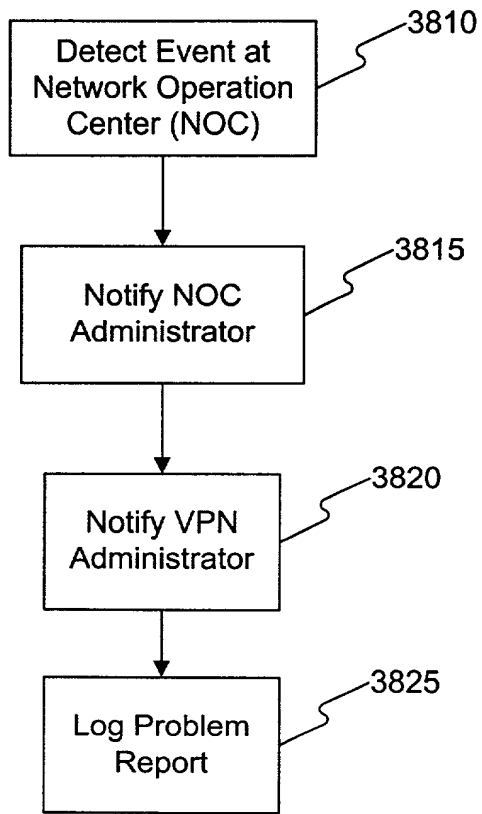 Detect Event at
Network Operation
Center (NOC)
3810
Notify NOC
Administrator
3815
Notify VPN
Administrator
3820
Log Problem
Report
3825